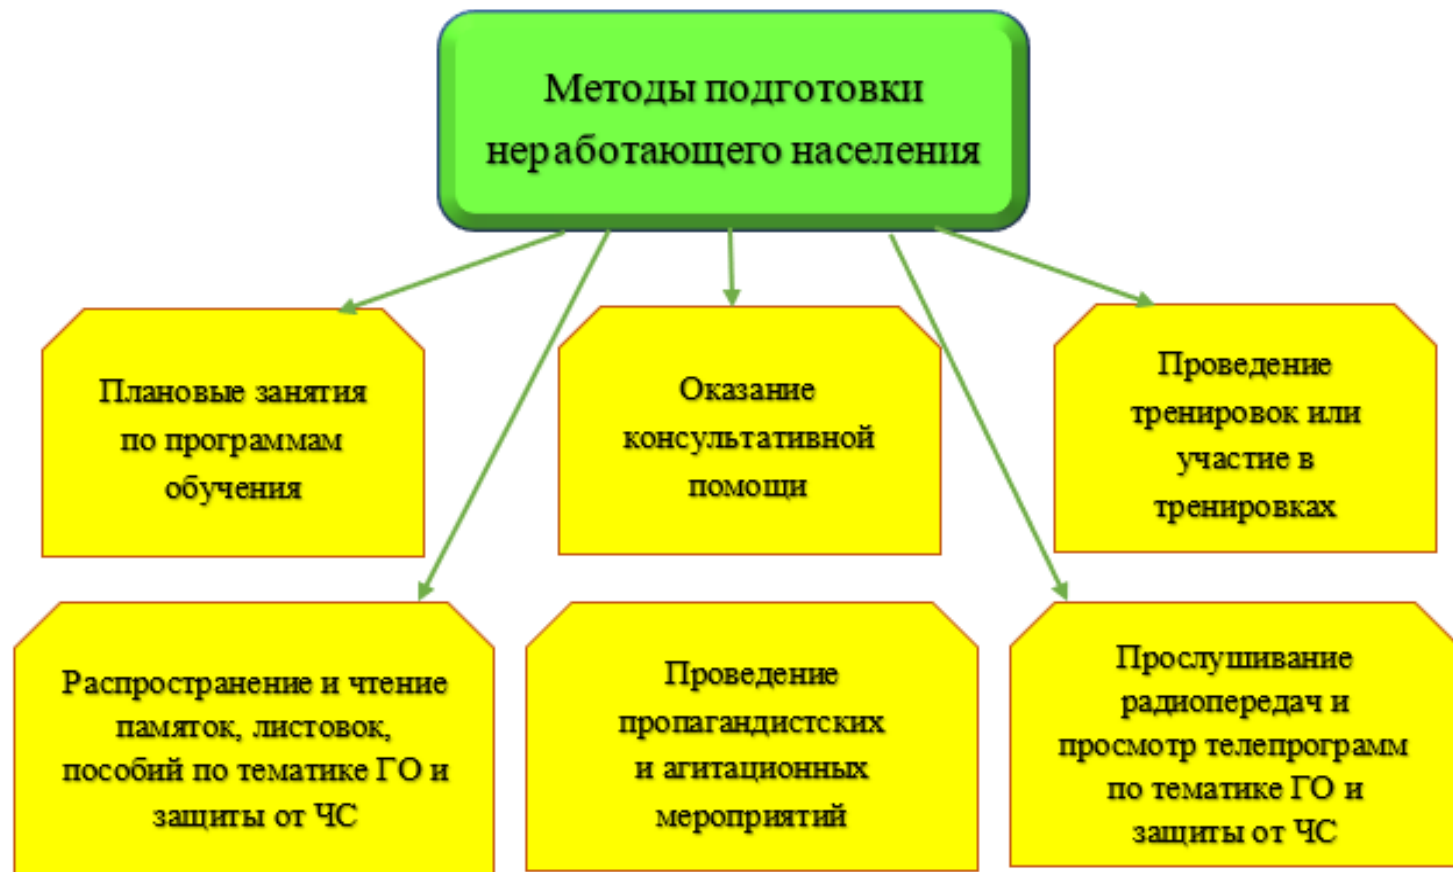 Методы подготовки
неработающего населения
Плановые занятия
по программам
обучения
Оказание
консультативной
помощи
Проведение
тренировок или
участие в
тренировках
Распространение и чтение
памяток, листовок,
пособий по тематике ГО и
защиты от ЧС
Проведение
пропагандистских
и агитационных
мероприятий
Прослушивание
радиопередач и
просмотр телепрограмм
по тематике ГО и
защиты от ЧС